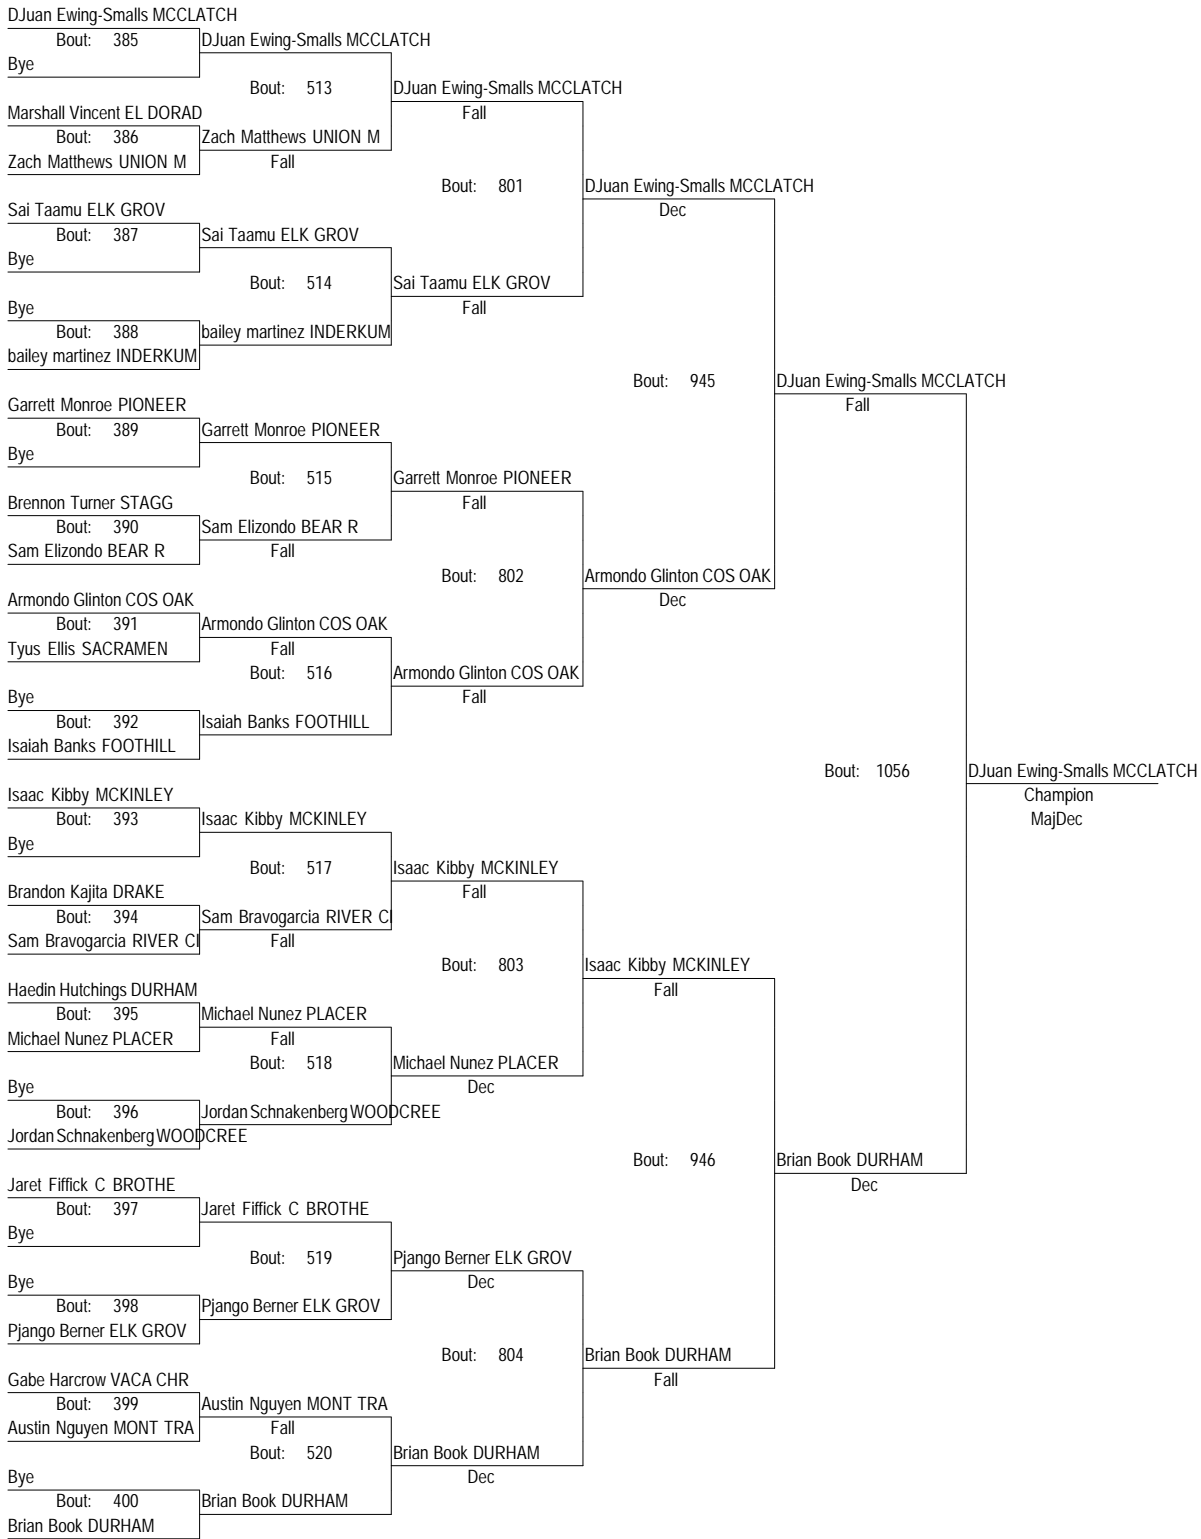 DJuan Ewing-Smalls MCCLATCH
Bout: 385 DJuan Ewing-Smalls MCCLATCH
Bye
Bout: 513 DJuan Ewing-Smalls MCCLATCH
Marshall Vincent EL DORAD Fall
Bout: 386 Zach Matthews UNION M
Zach Matthews UNION M Fall
Bout: 801 DJuan Ewing-Smalls MCCLATCH
Sai Taamu ELK GROV Dec
Bout: 387 Sai Taamu ELK GROV
Bye
Bout: 514 Sai Taamu ELK GROV
Bye Fall
Bout: 388 bailey martinez INDERKUM
bailey martinez INDERKUM
Bout: 945 DJuan Ewing-Smalls MCCLATCH
Garrett Monroe PIONEER Fall
Bout: 389 Garrett Monroe PIONEER
Bye
Bout: 515 Garrett Monroe PIONEER
Brennon Turner STAGG Fall
Bout: 390 Sam Elizondo BEAR R
Sam Elizondo BEAR R Fall
Bout: 802 Armondo Glinton COS OAK
Armondo Glinton COS OAK Dec
Bout: 391 Armondo Glinton COS OAK
Tyus Ellis SACRAMEN Fall
Bout: 516 Armondo Glinton COS OAK
Bye Fall
Bout: 392 Isaiah Banks FOOTHILL
Isaiah Banks FOOTHILL
Bout: 1056 DJuan Ewing-Smalls MCCLATCH
Isaac Kibby MCKINLEY Champion
Bout: 393 Isaac Kibby MCKINLEY MajDec
Bye
Bout: 517 Isaac Kibby MCKINLEY
Brandon Kajita DRAKE Fall
Bout: 394 Sam Bravogarcia RIVER CI
Sam Bravogarcia RIVER CI Fall
Bout: 803 Isaac Kibby MCKINLEY
Haedin Hutchings DURHAM Fall
Bout: 395 Michael Nunez PLACER
Michael Nunez PLACER Fall
Bout: 518 Michael Nunez PLACER
Bye Dec
Bout: 396 Jordan Schnakenberg WOODCREE
Jordan Schnakenberg WOODCREE
Bout: 946 Brian Book DURHAM
Jaret Fiffick C BROTHE Dec
Bout: 397 Jaret Fiffick C BROTHE
Bye
Bout: 519 Pjango Berner ELK GROV
Bye Dec
Bout: 398 Pjango Berner ELK GROV
Pjango Berner ELK GROV
Bout: 804 Brian Book DURHAM
Gabe Harcrow VACA CHR Fall
Bout: 399 Austin Nguyen MONT TRA
Austin Nguyen MONT TRA Fall
Bout: 520 Brian Book DURHAM
Bye Dec
Bout: 400 Brian Book DURHAM
Brian Book DURHAM